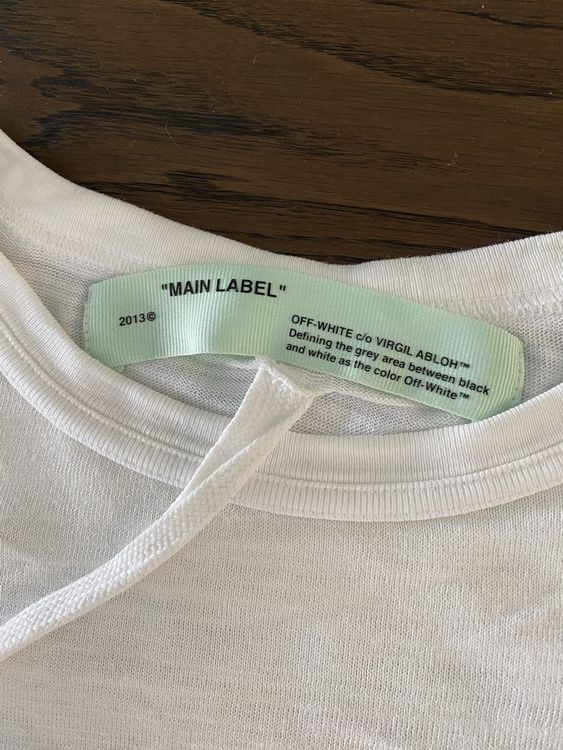 "MAIN LABEL"
2013©
OFF-WHITE c/o VIRGIL ABLOH™
Defining the grey area between black
and white as the color Off-White™